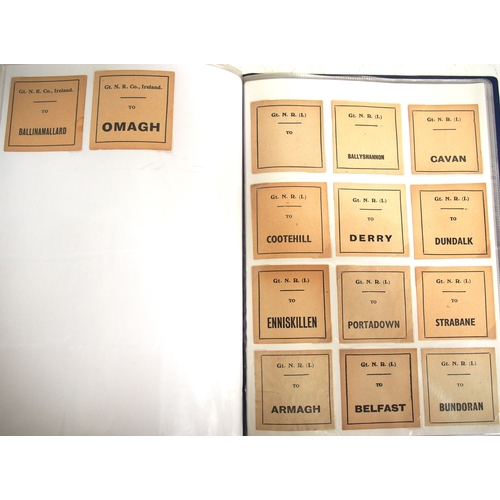 Gt. N. R. Co., Ireland.
TO
BALLINAMALLARD
Gt. N. R. Co., Ireland.
TO
OMAGH
Gt. N. R. (I.)
TO
Gt. N. R. (I.)
TO
BALLYSHANNON
Gt. N. R. (I.)
TO
CAVAN
Gt. N. R. (I.)
TO
COOTEHILL
Gt. N. R. (I.)
TO
DERRY
Gt. N. R. (I.)
TO
DUNDALK
Gt. N. R. (I.)
TO
ENNISKILLEN
Gt. N. R. (I.)
TO
PORTADOWN
Gt. N. R. (I.)
TO
STRABANE
Gt. N. R. (I.)
TO
ARMAGH
Gt. N. R. (I.)
TO
BELFAST
Gt. N. R. (I.)
TO
BUNDORAN